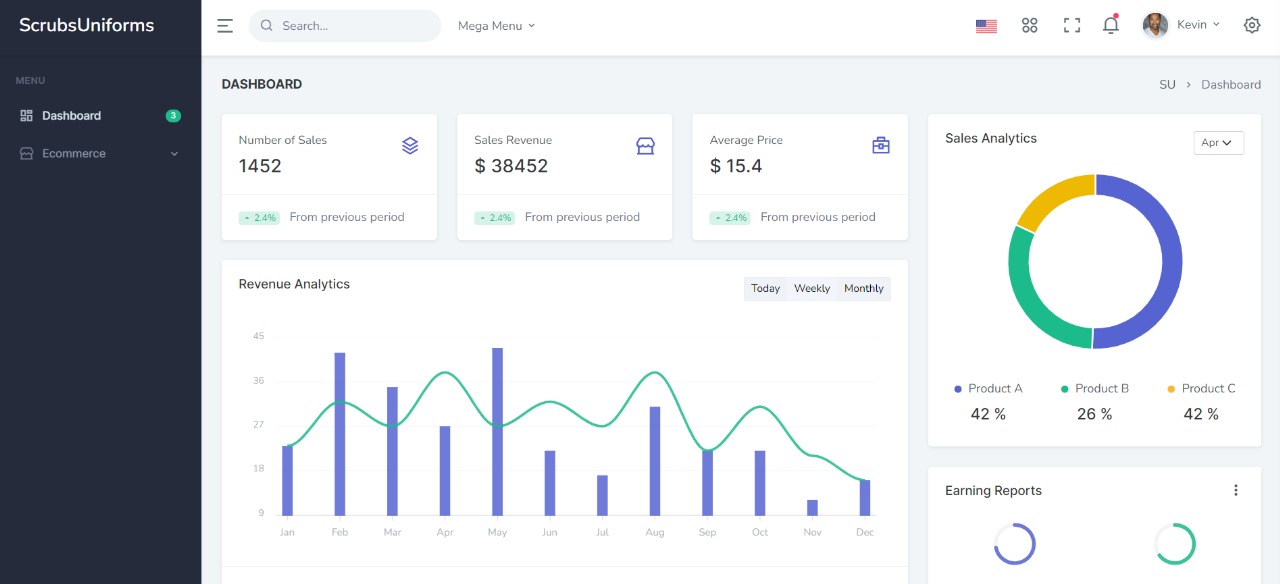 ScrubsUniforms
Search...
Mega Menu
Kevin
MENU
Dashboard 3
Ecommerce
DASHBOARD
SU > Dashboard
Number of Sales
1452
2.4% From previous period
Sales Revenue
$ 38452
2.4% From previous period
Average Price
$ 15.4
2.4% From previous period
Revenue Analytics
Today Weekly Monthly
45
36
27
18
9
Jan Feb Mar Apr May Jun Jul Aug Sep Oct Nov Dec
Sales Analytics
Apr
Product A Product B Product C
42 % 26 % 42 %
Earning Reports